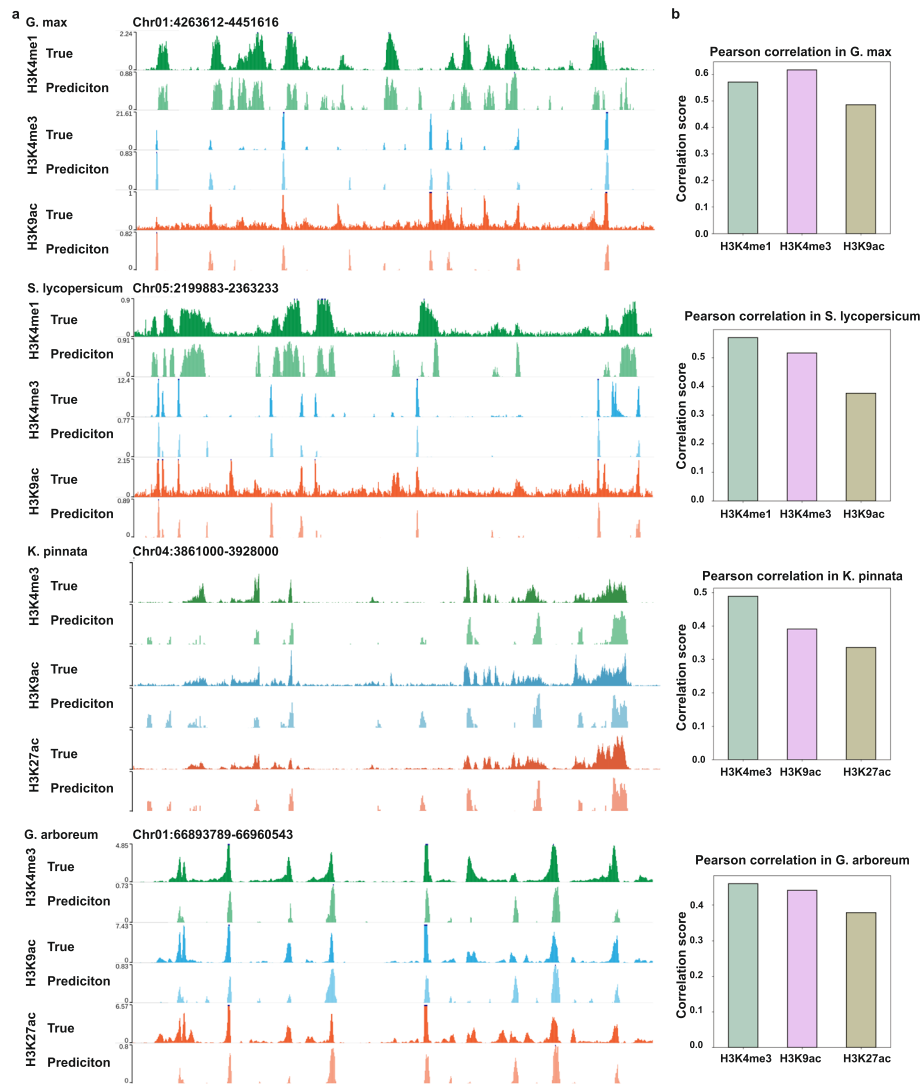 a
G. max Chr01:4263612-4451616
H3K4me1
2.24
True
0
0.88
Prediciton
0
H3K4me3
21.61
True
0
0.83
Prediciton
0
H3K9ac
1
True
0
0.82
Prediciton
0
S. lycopersicum Chr05:2199883-2363233
H3K4me1
0.9
True
0
0.91
Prediciton
0
H3K4me3
12.4
True
0
0.77
Prediciton
0
H3K9ac
2.15
True
0
0.89
Prediciton
0
K. pinnata Chr04:3861000-3928000
H3K4me3
True
Prediciton
H3K9ac
True
Prediciton
H3K27ac
True
Prediciton
G. arboreum Chr01:66893789-66960543
H3K4me3
4.85
True
0
0.73
Prediciton
0
H3K9ac
7.43
True
0
0.83
Prediciton
0
H3K27ac
6.57
True
0
0.8
Prediciton
0
b
Pearson correlation in G. max
Correlation score
0.6
0.5
0.4
0.3
0.2
0.1
0.0
H3K4me1 H3K4me3 H3K9ac
Pearson correlation in S. lycopersicum
Correlation score
0.5
0.4
0.3
0.2
0.1
0.0
H3K4me1 H3K4me3 H3K9ac
Pearson correlation in K. pinnata
Correlation score
0.5
0.4
0.3
0.2
0.1
0.0
H3K4me3 H3K9ac H3K27ac
Pearson correlation in G. arboreum
Correlation score
0.4
0.3
0.2
0.1
0.0
H3K4me3 H3K9ac H3K27ac